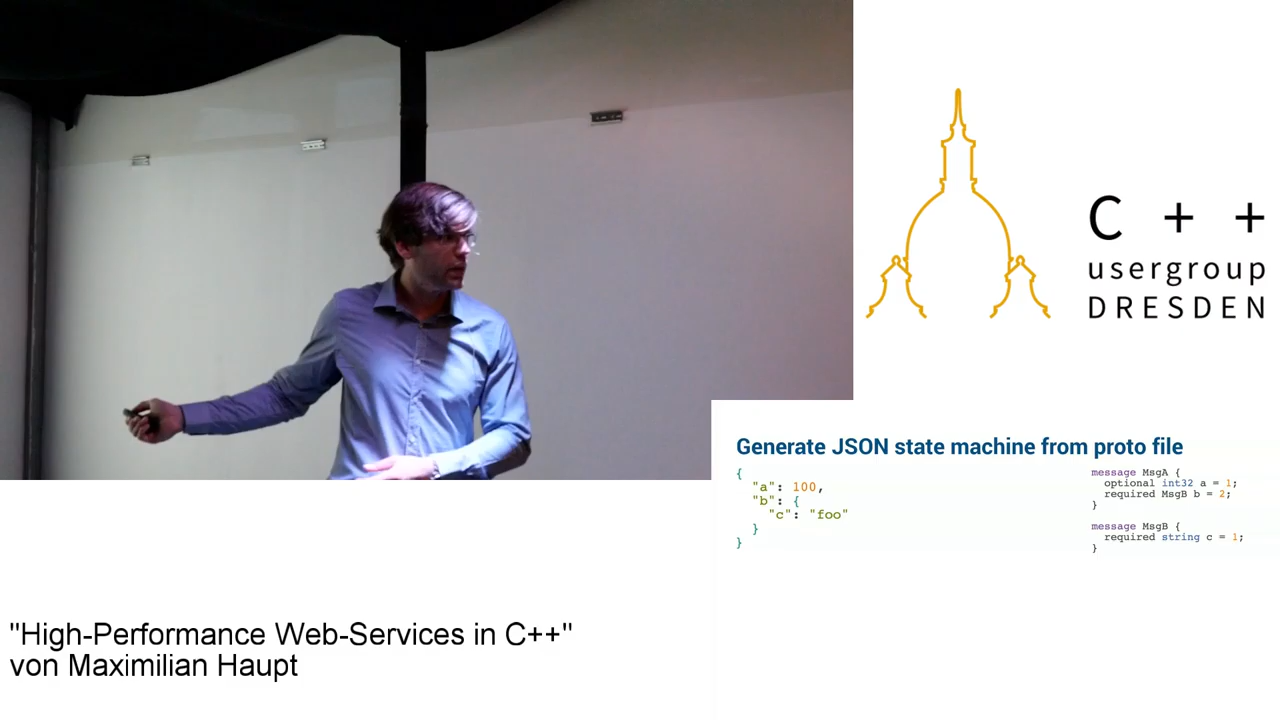 C + +
usergroup
DRESDEN
Generate JSON state machine from proto file
{
"a": 100,
"b": {
"c": "foo"
}
}
message MsgA {
optional int32 a = 1;
required MsgB b = 2;
}
message MsgB {
required string c = 1;
}
"High-Performance Web-Services in C++"
von Maximilian Haupt